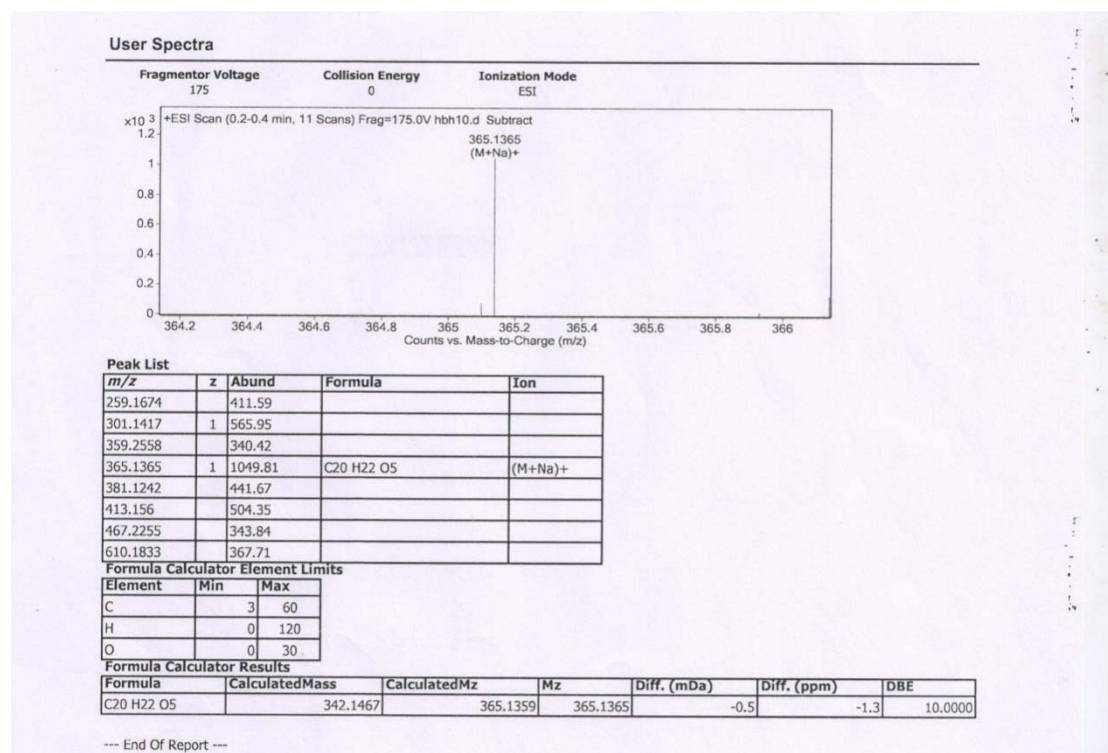 User Spectra
Fragmentor Voltage Collision Energy Ionization Mode
175 0 ESI
x10 3 +ESI Scan (0.2-0.4 min, 11 Scans) Frag=175.0V hbh10.d Subtract
1.2
365.1365
(M+Na)+
1
0.8
0.6
0.4
0.2
0
364.2 364.4 364.6 364.8 365 365.2 365.4 365.6 365.8 366
Counts vs. Mass-to-Charge (m/z)
Peak List
m/z z Abund Formula Ion
259.1674 411.59
301.1417 1 565.95
359.2558 340.42
365.1365 1 1049.81 C20 H22 O5 (M+Na)+
381.1242 441.67
413.156 504.35
467.2255 343.84
610.1833 367.71
Formula Calculator Element Limits
Element Min Max
C 3 60
H 0 120
O 0 30
Formula Calculator Results
Formula CalculatedMass CalculatedMz Mz Diff. (mDa) Diff. (ppm) DBE
C20 H22 O5 342.1467 365.1359 365.1365 -0.5 -1.3 10.0000
--- End Of Report ---